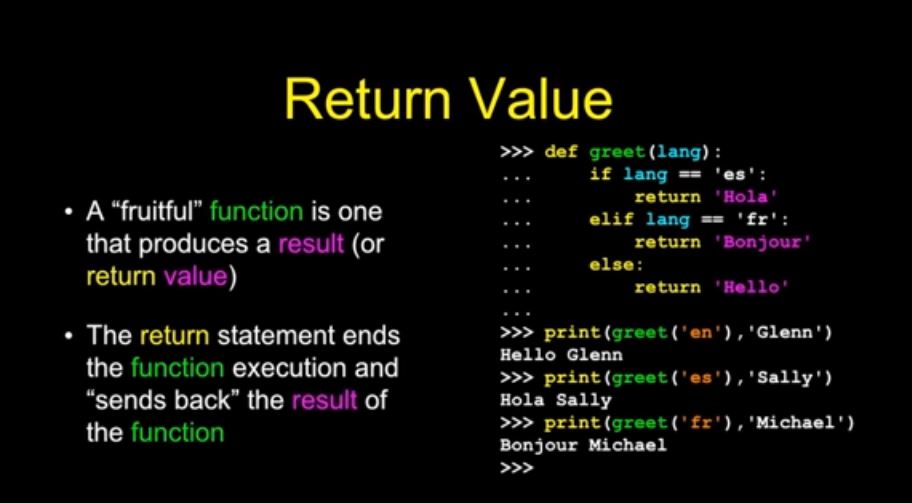 Return Value
• A “fruitful” function is one
that produces a result (or
return value)
• The return statement ends
the function execution and
“sends back” the result of
the function
>>> def greet(lang):
...     if lang == 'es':
...         return 'Hola'
...     elif lang == 'fr':
...         return 'Bonjour'
...     else:
...         return 'Hello'
...
>>> print(greet('en'),'Glenn')
Hello Glenn
>>> print(greet('es'),'Sally')
Hola Sally
>>> print(greet('fr'),'Michael')
Bonjour Michael
>>>